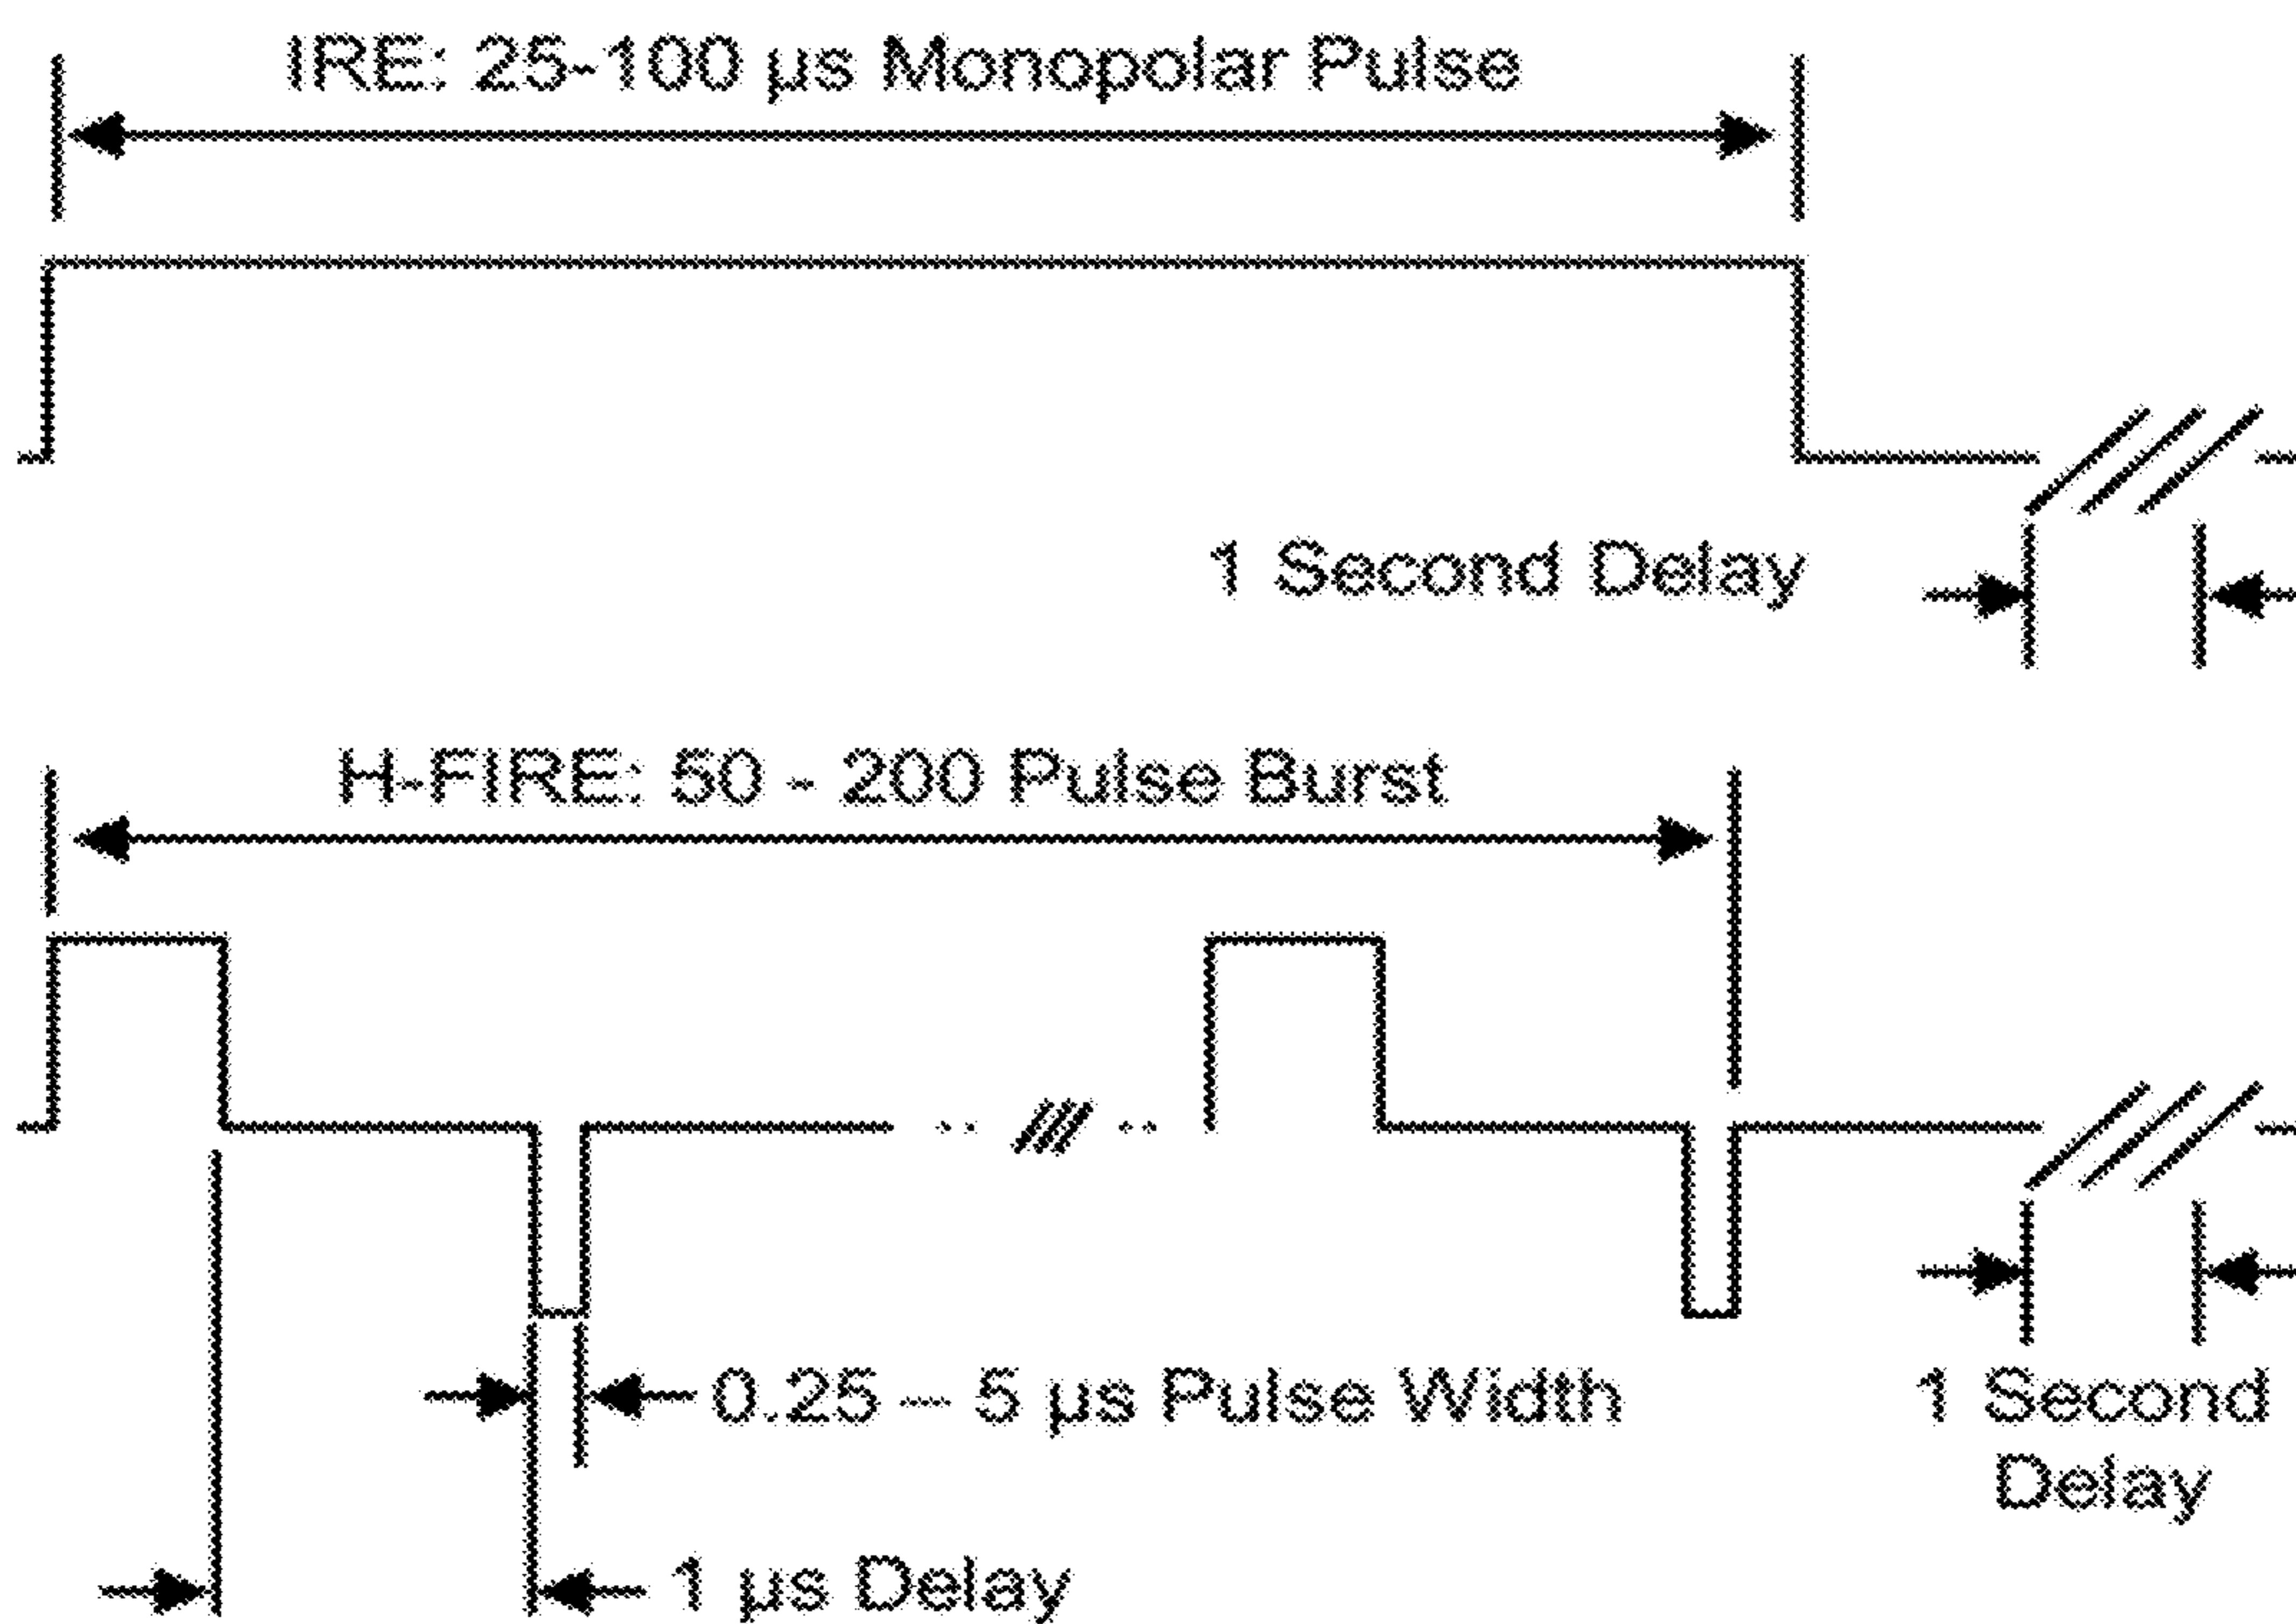 IRE: 25-100 µs Monopolar Pulse
1 Second Delay
H-FIRE: 50 - 200 Pulse Burst
0.25 – 5 µs Pulse Width
1 Second
Delay
1 µs Delay